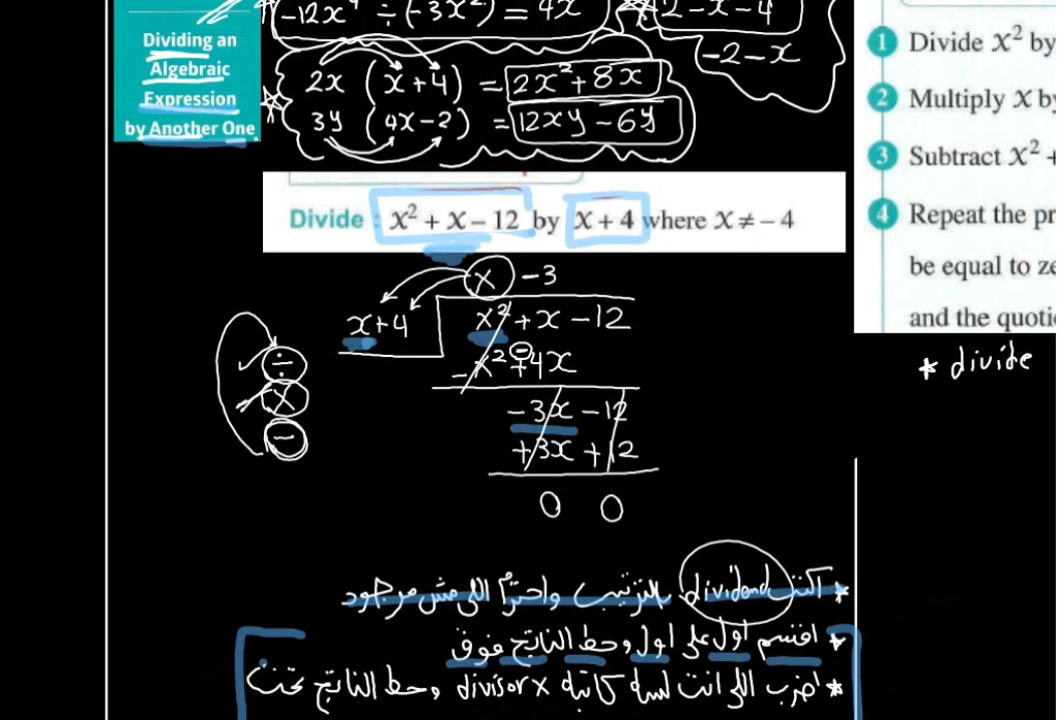 Dividing an
Algebraic
Expression
by Another One.
-12x⁴ ÷ (-3x²) = 4x
2 - x - 4
-2 - x
2x (x+4) = 2x²+8x
3y (4x-2) = 12xy - 6y
1 Divide X² by
2 Multiply X by
3 Subtract X² +
4 Repeat the pr
be equal to ze
and the quoti
* divide
Divide : X² + X – 12 by X + 4 where X ≠ – 4
x - 3
x+4
x² + x - 12
- x² + - 4x
÷
x
-
-3x - 12
+3x + 12
0 0
* اكتب dividend بالترتيب واحترم اللي مش موجود
* اقسم اول على اول وحط الناتج فوق
* اضرب اللي انت لسه كاتبه x divisor وحط الناتج تحت